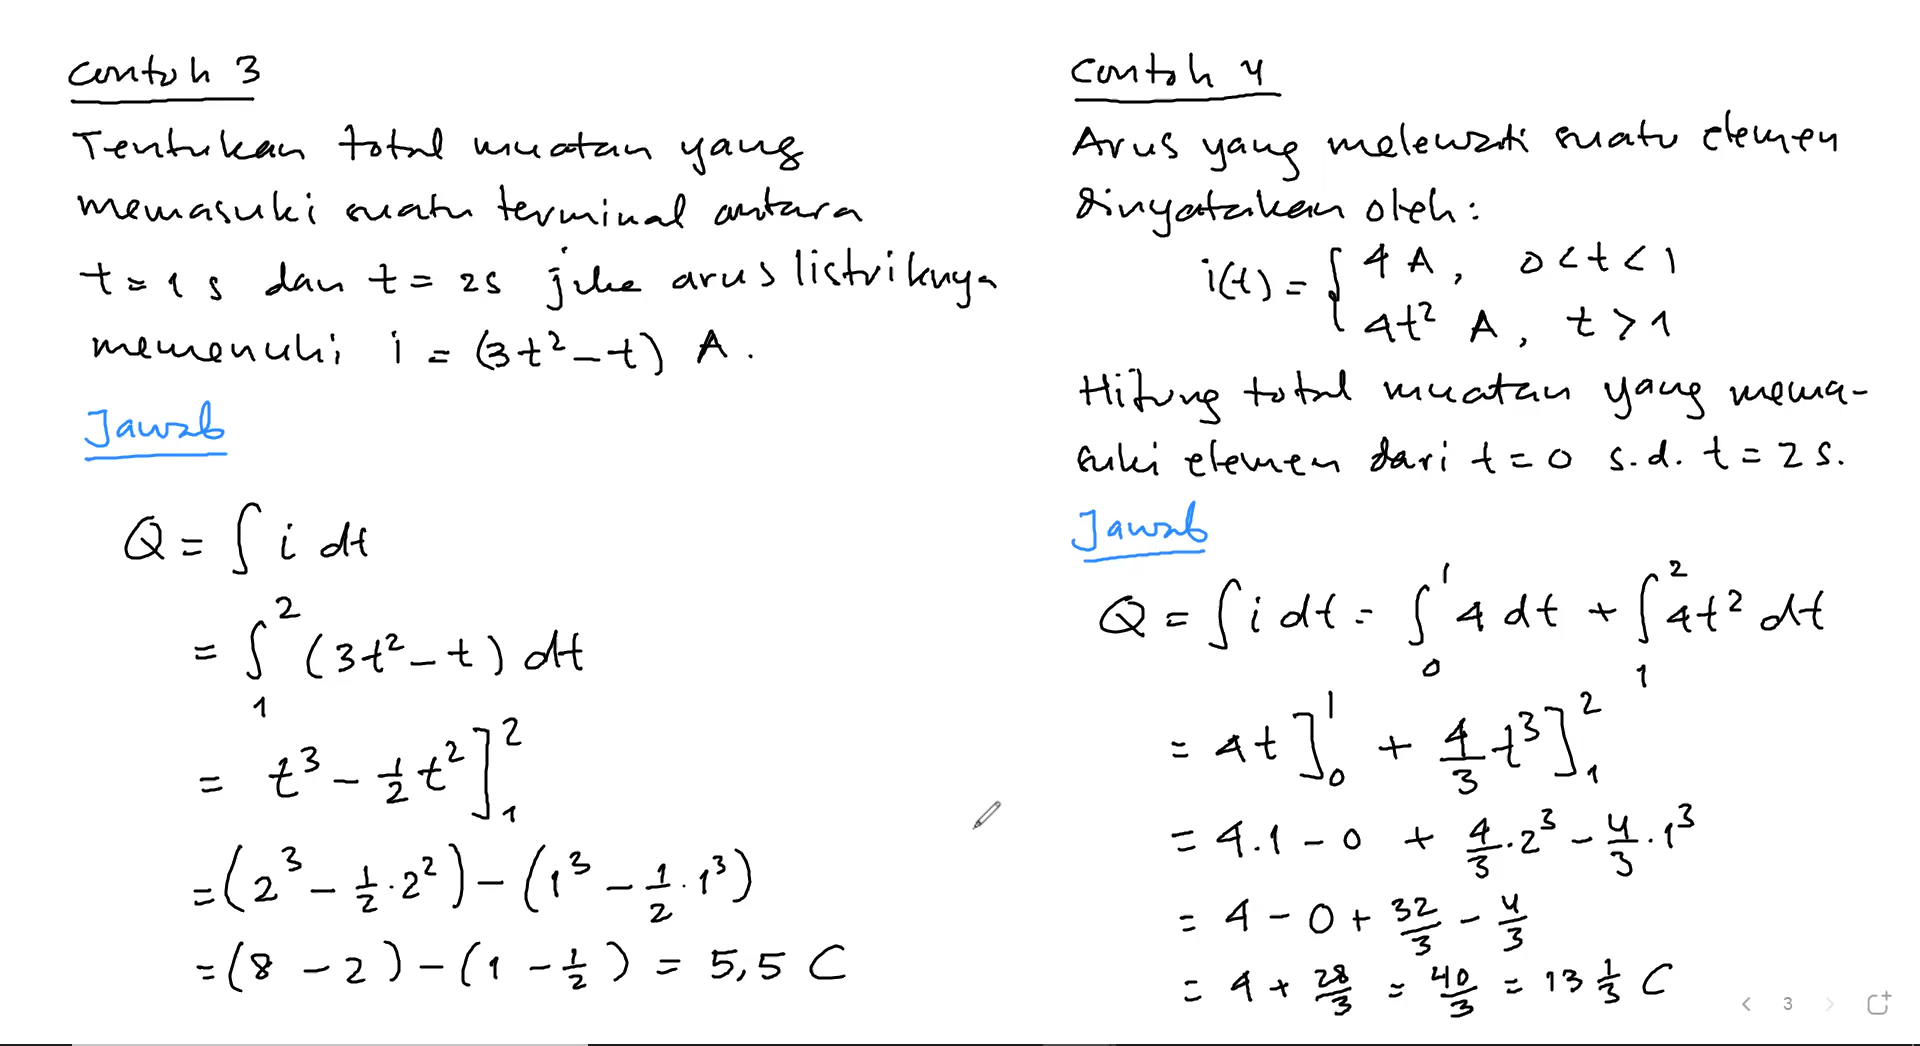 Contoh 3
Tentukan total muatan yang
memasuki suatu terminal antara
t = 1 s dan t = 2s jika arus listriknya
memenuhi i = (3t² - t) A.
Jawab
Q = ∫ i dt
= ∫₁² (3t² - t) dt
= t³ - 1/2 t² ]₁²
= (2³ - 1/2 · 2²) - (1³ - 1/2 · 1³)
= (8 - 2) - (1 - 1/2) = 5,5 C
Contoh 4
Arus yang melewati suatu elemen
dinyatakan oleh:
i(t) = { 4 A, 0 < t < 1
4t² A, t > 1
Hitung total muatan yang mema-
suki elemen dari t = 0 s.d. t = 2 s.
Jawab
Q = ∫ i dt = ∫₀¹ 4 dt + ∫₁² 4t² dt
= 4t ]₀¹ + 4/3 t³ ]₁²
= 4.1 - 0 + 4/3 · 2³ - 4/3 · 1³
= 4 - 0 + 32/3 - 4/3
= 4 + 28/3 = 40/3 = 13 1/3 C
< 3 >